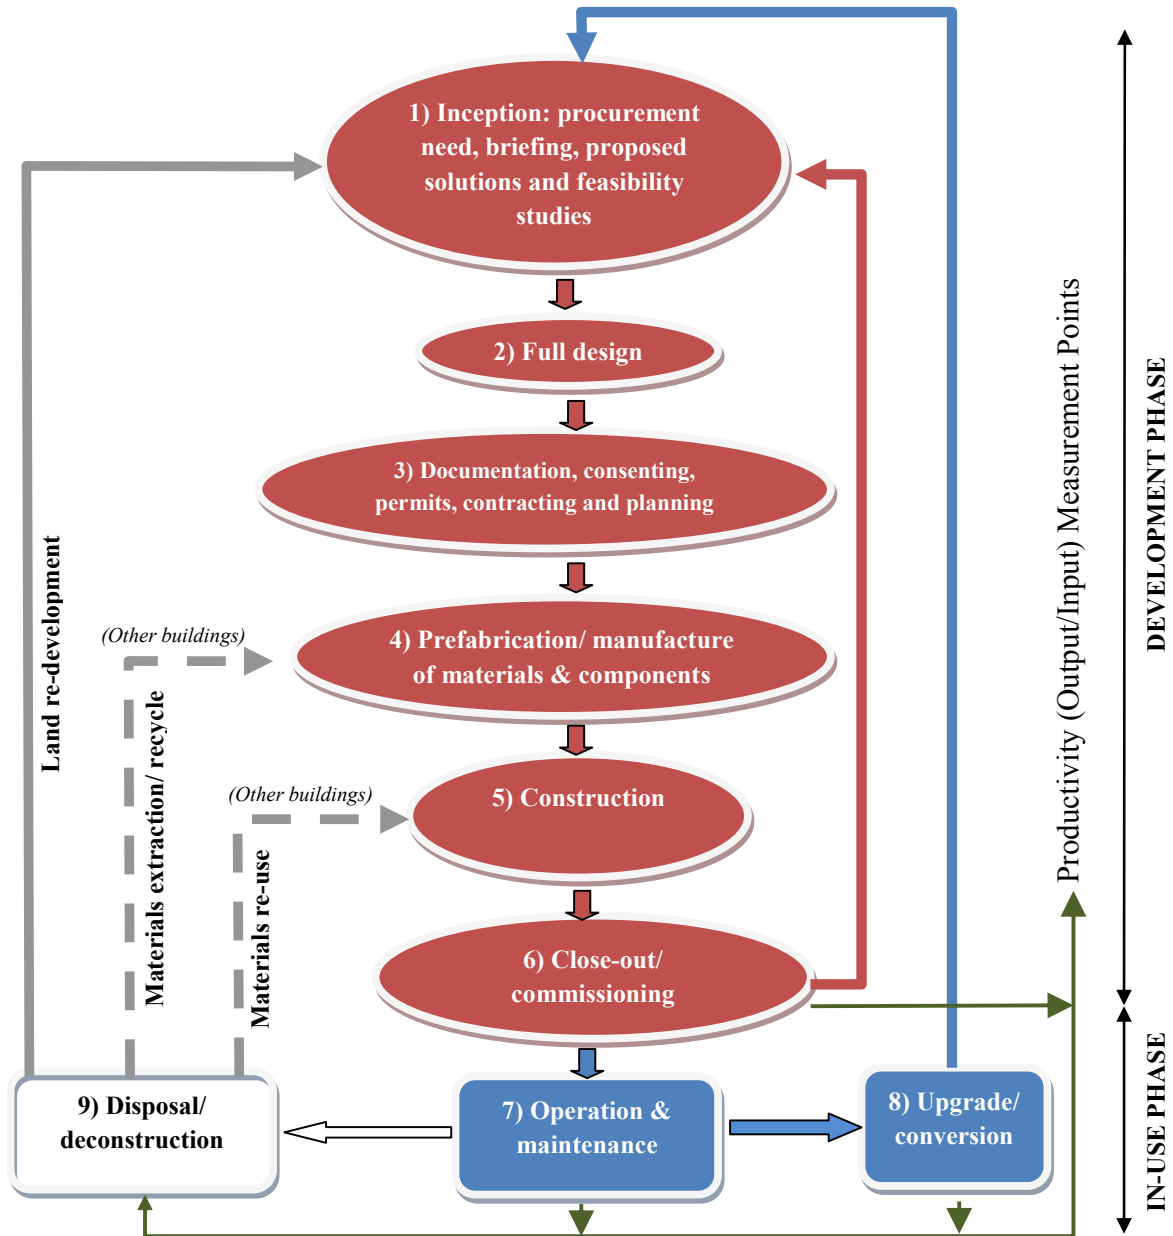 1) Inception: procurement
need, briefing, proposed
solutions and feasibility
studies
2) Full design
3) Documentation, consenting,
permits, contracting and planning
(Other buildings)
4) Prefabrication/ manufacture
of materials & components
(Other buildings)
5) Construction
6) Close-out/
commissioning
9) Disposal/
deconstruction
7) Operation &
maintenance
8) Upgrade/
conversion
Land re-development
Materials extraction/ recycle
Materials re-use
Productivity (Output/Input) Measurement Points
DEVELOPMENT PHASE
IN-USE PHASE